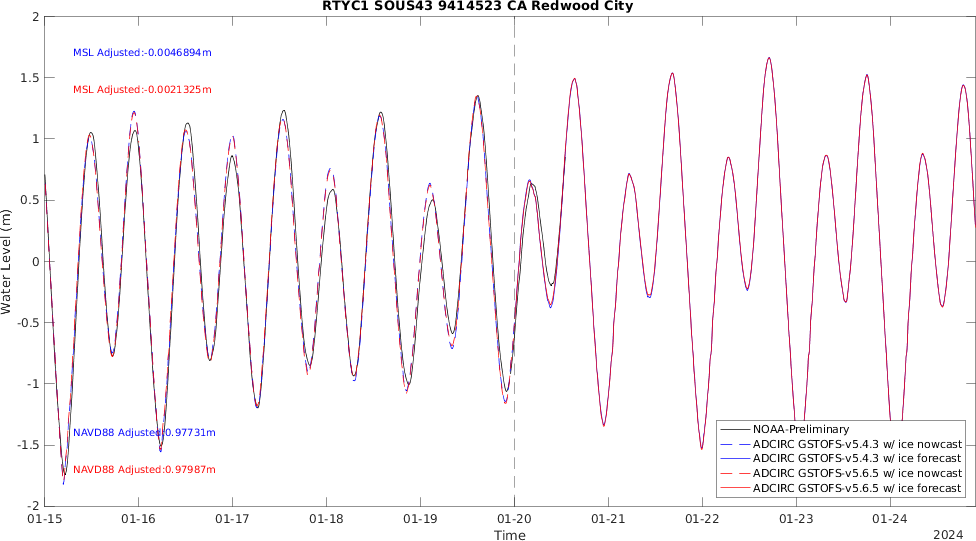 RTYC1 SOUS43 9414523 CA Redwood City
2
1.5
1
0.5
0
-0.5
-1
-1.5
-2
Water Level (m)
MSL Adjusted:-0.0046894m
MSL Adjusted:-0.0021325m
NAVD88 Adjusted:0.97731m
NAVD88 Adjusted:0.97987m
NOAA-Preliminary
ADCIRC GSTOFS-v5.4.3 w/ ice nowcast
ADCIRC GSTOFS-v5.4.3 w/ ice forecast
ADCIRC GSTOFS-v5.6.5 w/ ice nowcast
ADCIRC GSTOFS-v5.6.5 w/ ice forecast
01-15 01-16 01-17 01-18 01-19 01-20 01-21 01-22 01-23 01-24
Time
2024